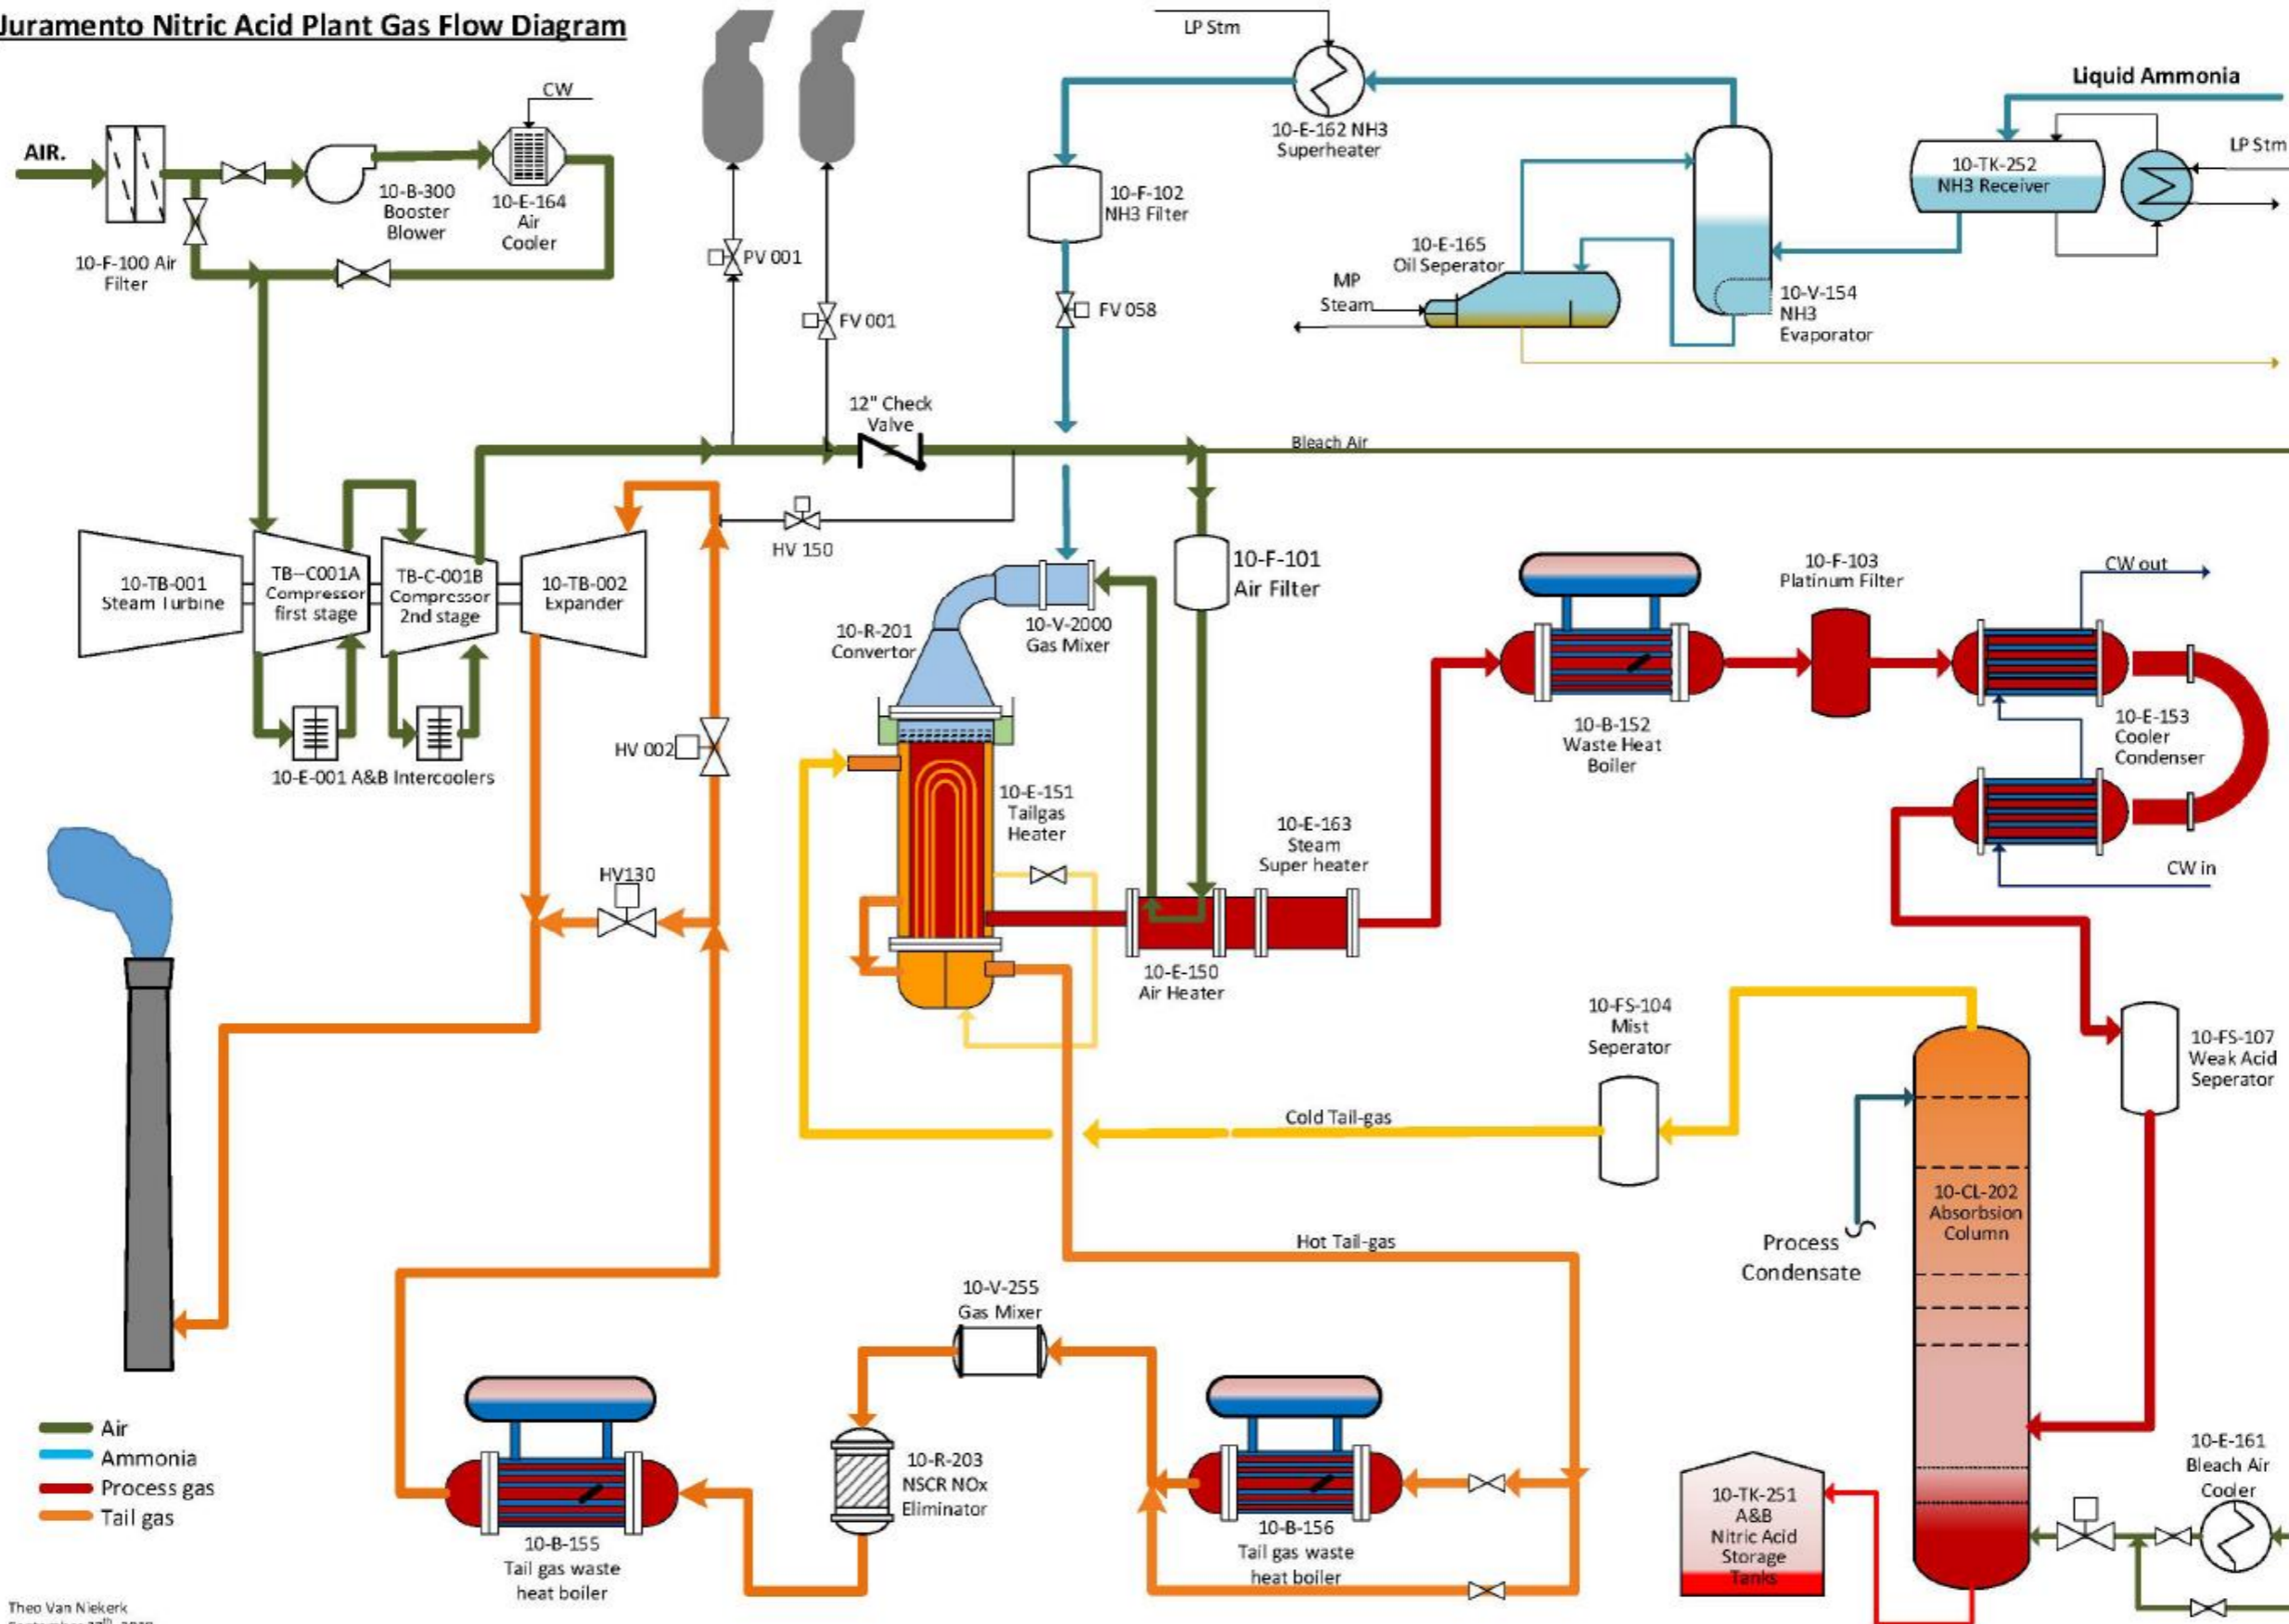 Juramento Nitric Acid Plant Gas Flow Diagram
LP Stm
CW
Liquid Ammonia
AIR.
10-E-162 NH3
Superheater
LP Stm
10-TK-252
NH3 Receiver
10-B-300
Booster
Blower
10-E-164
Air
Cooler
10-F-102
NH3 Filter
10-F-100 Air
Filter
PV 001
10-E-165
Oil Seperator
MP
Steam
10-V-154
NH3
Evaporator
FV 001
FV 058
12" Check
Valve
Bleach Air
HV 150
10-F-101
Air Filter
10-TB-001
Steam Turbine
TB--C001A
Compressor
first stage
TB-C-001B
Compressor
2nd stage
10-TB-002
Expander
10-R-201
Convertor
10-V-2000
Gas Mixer
10-F-103
Platinum Filter
CW out
10-B-152
Waste Heat
Boiler
10-E-153
Cooler
Condenser
HV 002
10-E-001 A&B Intercoolers
10-E-151
Tailgas
Heater
10-E-163
Steam
Super heater
CW in
HV130
10-E-150
Air Heater
10-FS-104
Mist
Seperator
10-FS-107
Weak Acid
Seperator
Cold Tail-gas
10-CL-202
Absorbsion
Column
Process
Condensate
Hot Tail-gas
10-V-255
Gas Mixer
Air
Ammonia
Process gas
Tail gas
10-R-203
NSCR NOx
Eliminator
10-E-161
Bleach Air
Cooler
10-TK-251
A&B
Nitric Acid
Storage
Tanks
10-B-155
Tail gas waste
heat boiler
10-B-156
Tail gas waste
heat boiler
Theo Van Niekerk